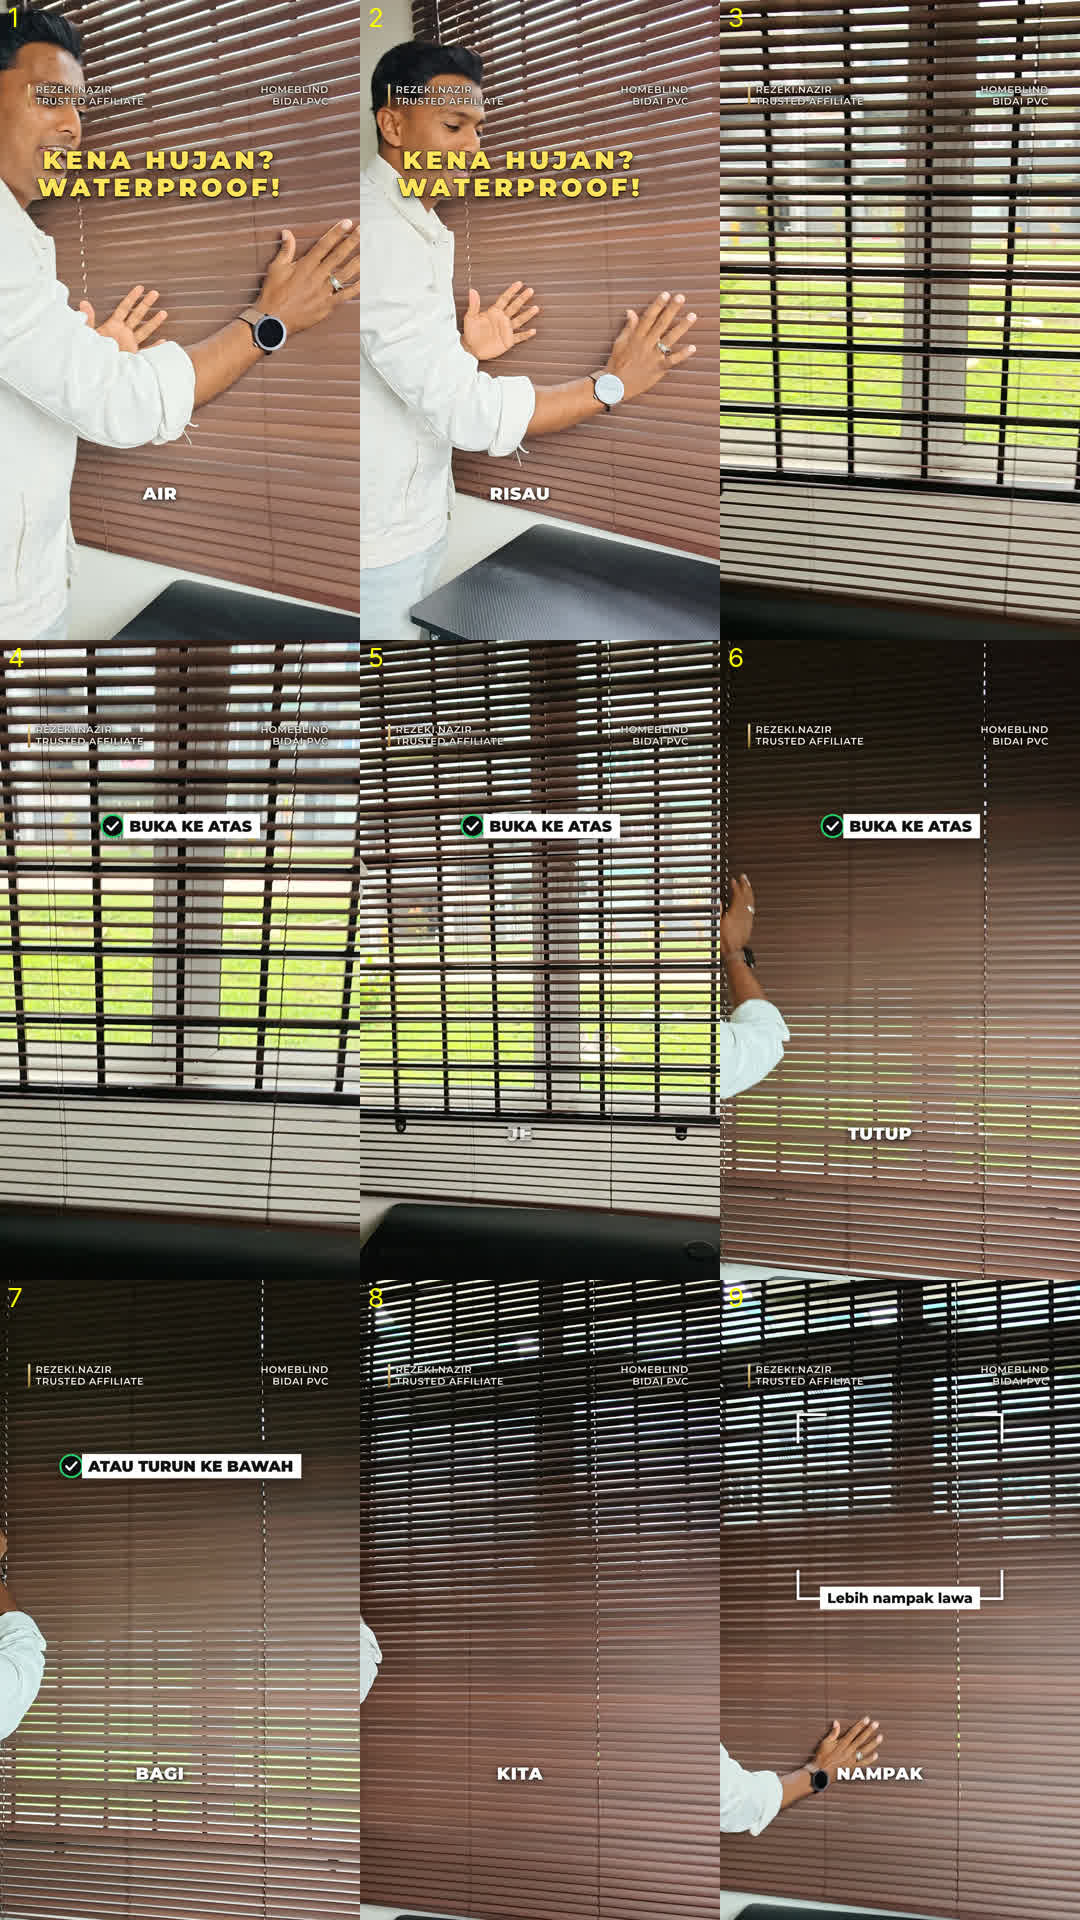 1
REZEKI.NAZIR
TRUSTED AFFILIATE
HOMEBLIND
BIDAI PVC
KENA HUJAN?
WATERPROOF!
AIR
2
REZEKI.NAZIR
TRUSTED AFFILIATE
HOMEBLIND
BIDAI PVC
KENA HUJAN?
WATERPROOF!
RISAU
3
REZEKI.NAZIR
TRUSTED AFFILIATE
HOMEBLIND
BIDAI PVC
4
REZEKI.NAZIR
TRUSTED AFFILIATE
HOMEBLIND
BIDAI PVC
BUKA KE ATAS
5
REZEKI.NAZIR
TRUSTED AFFILIATE
HOMEBLIND
BIDAI PVC
BUKA KE ATAS
JE
6
REZEKI.NAZIR
TRUSTED AFFILIATE
HOMEBLIND
BIDAI PVC
BUKA KE ATAS
TUTUP
7
REZEKI.NAZIR
TRUSTED AFFILIATE
HOMEBLIND
BIDAI PVC
ATAU TURUN KE BAWAH
BAGI
8
REZEKI.NAZIR
TRUSTED AFFILIATE
HOMEBLIND
BIDAI PVC
KITA
9
REZEKI.NAZIR
TRUSTED AFFILIATE
HOMEBLIND
BIDAI PVC
Lebih nampak lawa
NAMPAK